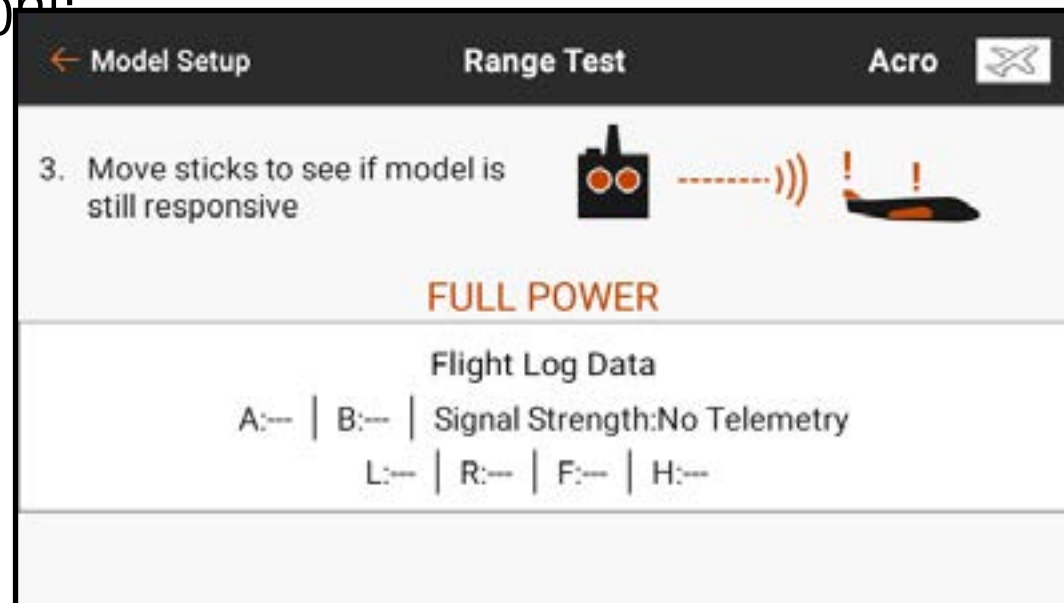 ← Model Setup Range Test Acro
3. Move sticks to see if model is
still responsive
FULL POWER
Flight Log Data
A:--- | B:--- | Signal Strength:No Telemetry
L:--- | R:--- | F:--- | H:---